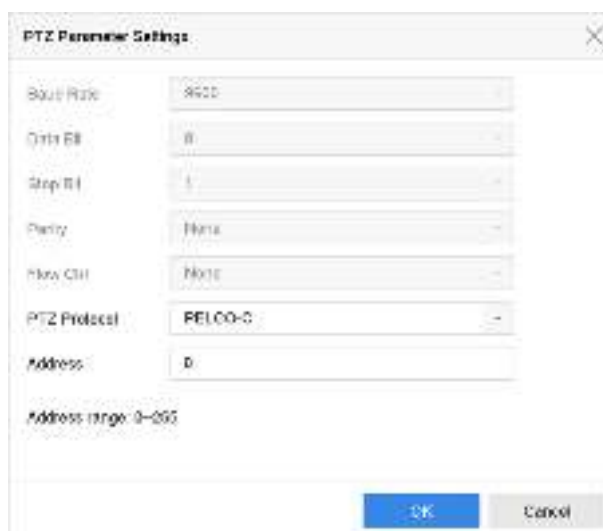 PTZ Parameter Settings
Baud Rate 9600
Data Bit 8
Stop Bit 1
Parity None
Flow Ctrl None
PTZ Protocol
Address 0
Address range: 0~255
OK Cancel